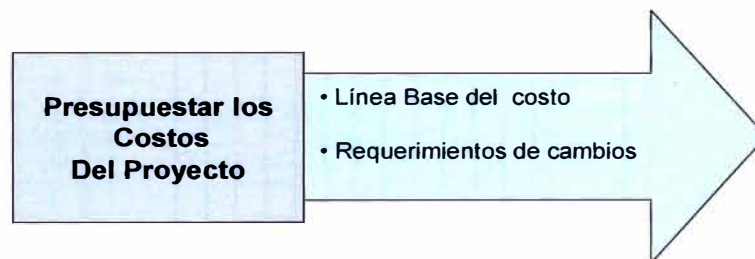 Presupuestar los
Costos
Del Proyecto
• Línea Base del costo
• Requerimientos de cambios